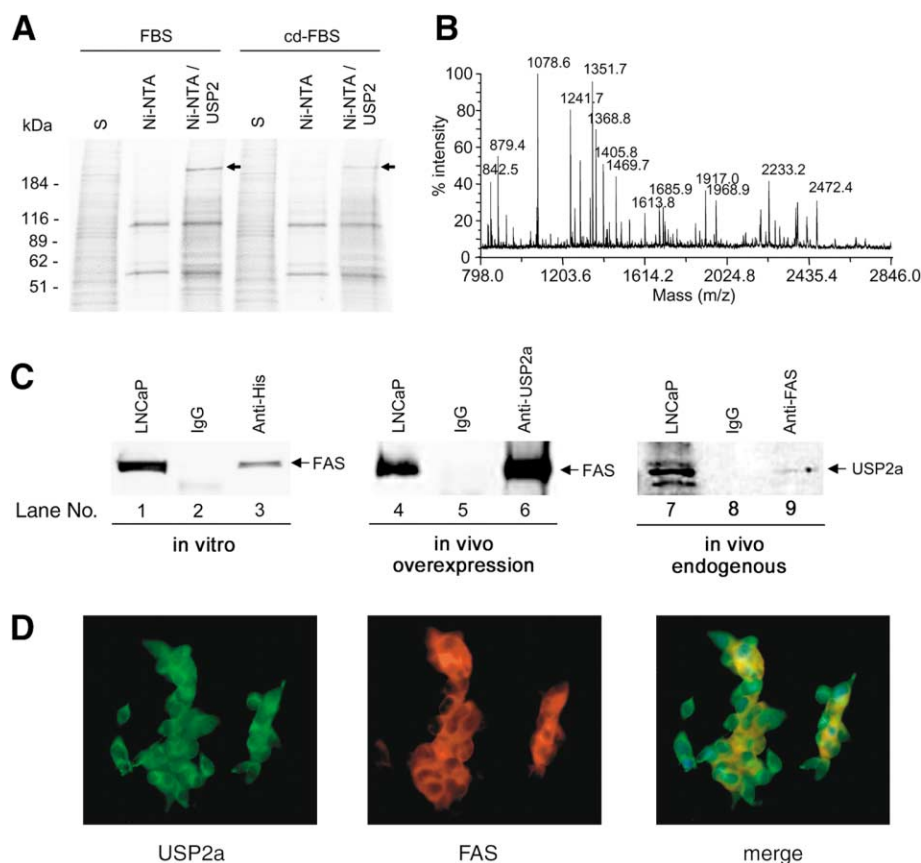 A
FBS
cd-FBS
kDa
S
Ni-NTA
Ni-NTA /
USP2
S
Ni-NTA
Ni-NTA /
USP2
184 -
116 -
89 -
62 -
51 -
B
% intensity
100
80
60
40
20
0
842.5
879.4
1078.6
1241.7
1351.7
1368.8
1405.8
1469.7
1613.8
1685.9
1917.0
1968.9
2233.2
2472.4
798.0
1203.6
1614.2
2024.8
2435.4
2846.0
Mass (m/z)
C
LNCaP
IgG
Anti-His
FAS
LNCaP
IgG
Anti-USP2a
FAS
LNCaP
IgG
Anti-FAS
USP2a
Lane No.
1 2 3
4 5 6
7 8 9
in vitro
in vivo
overexpression
in vivo
endogenous
D
USP2a
FAS
merge